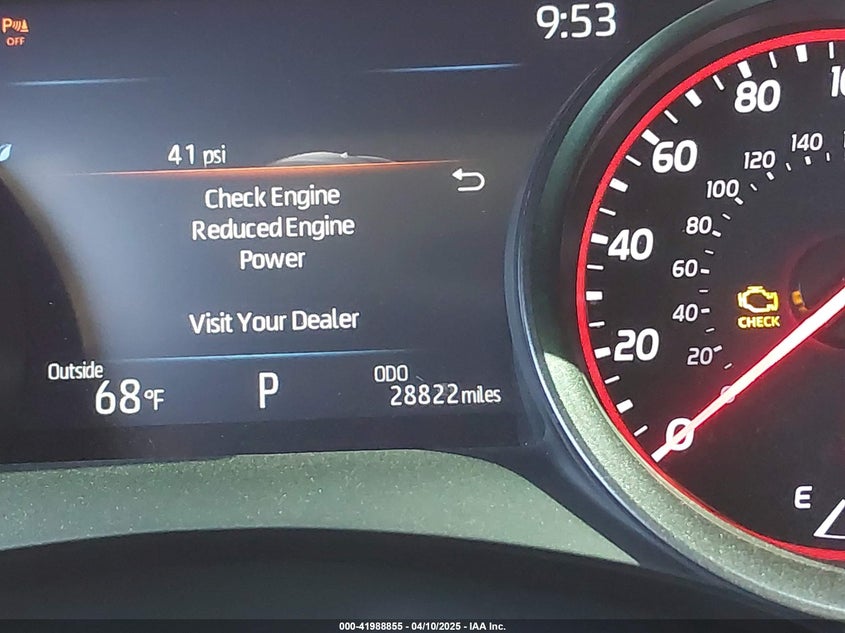 P
OFF
9:53
41 psi
Check Engine
Reduced Engine
Power
Visit Your Dealer
Outside
68°F
P
ODO
28822 miles
80
60
40
20
0
140
120
100
80
60
40
20
0
CHECK
E
000-41988855 - 04/10/2025 - IAA Inc.